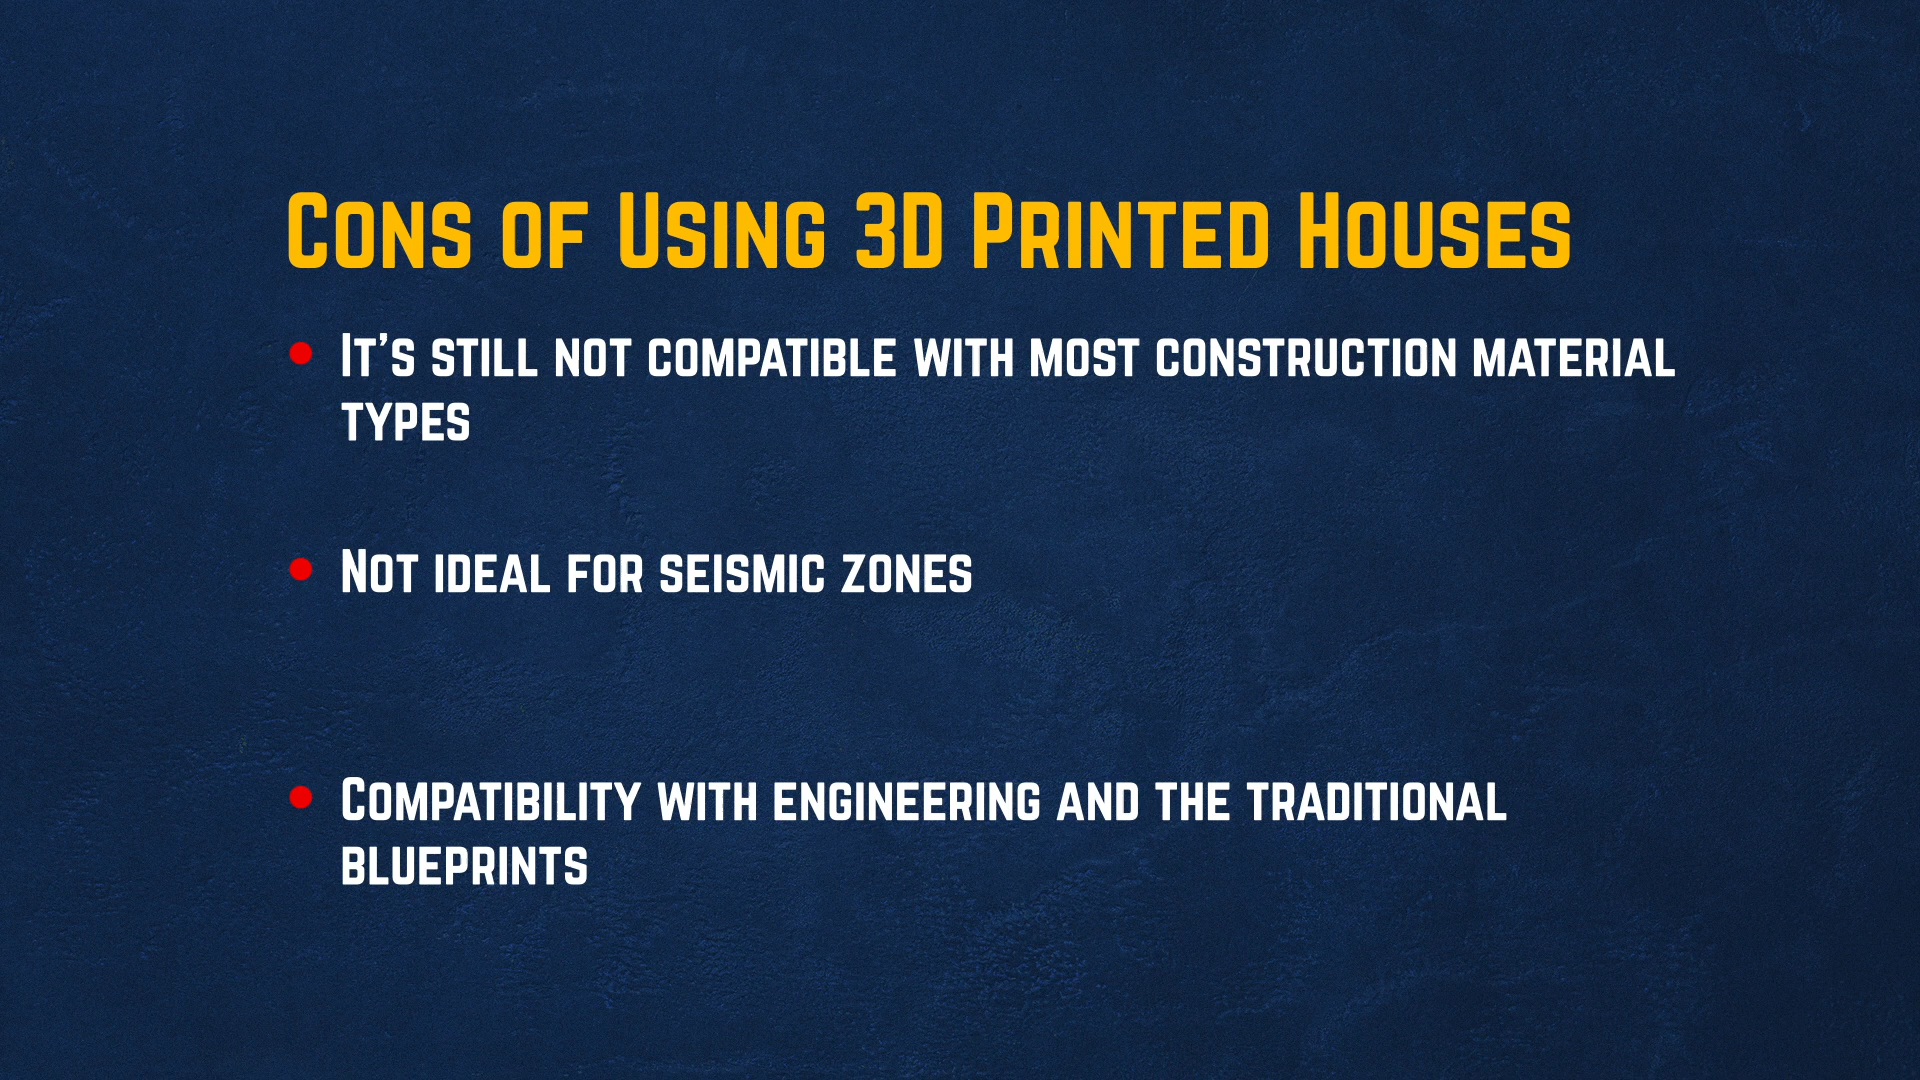 Cons of Using 3D Printed Houses
• It's still not compatible with most construction material
types
• Not ideal for seismic zones
• Compatibility with engineering and the traditional
blueprints